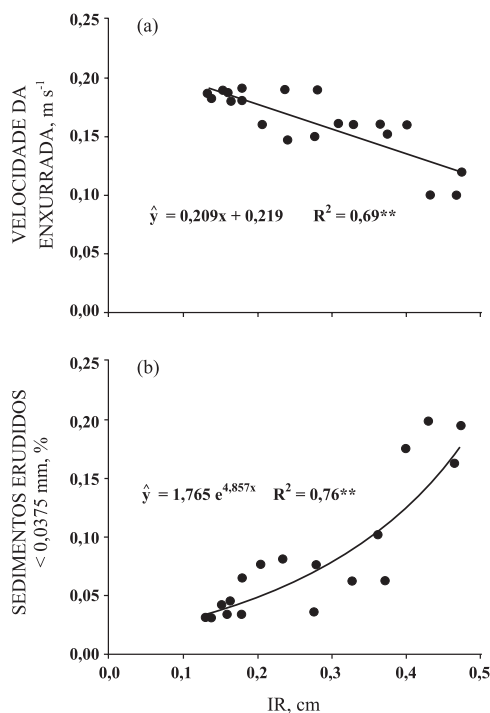 (a)
0,25
0,20
0,15
0,10
0,05
0,00
VELOCIDADE DA
ENXURRADA, m s-1
ŷ = 0,209x + 0,219 R2 = 0,69**
(b)
0,25
0,20
0,15
0,10
0,05
0,00
SEDIMENTOS ERUDIDOS
< 0,0375 mm, %
ŷ = 1,765 e4,857x R2 = 0,76**
0,0 0,1 0,2 0,3 0,4 0,5
IR, cm